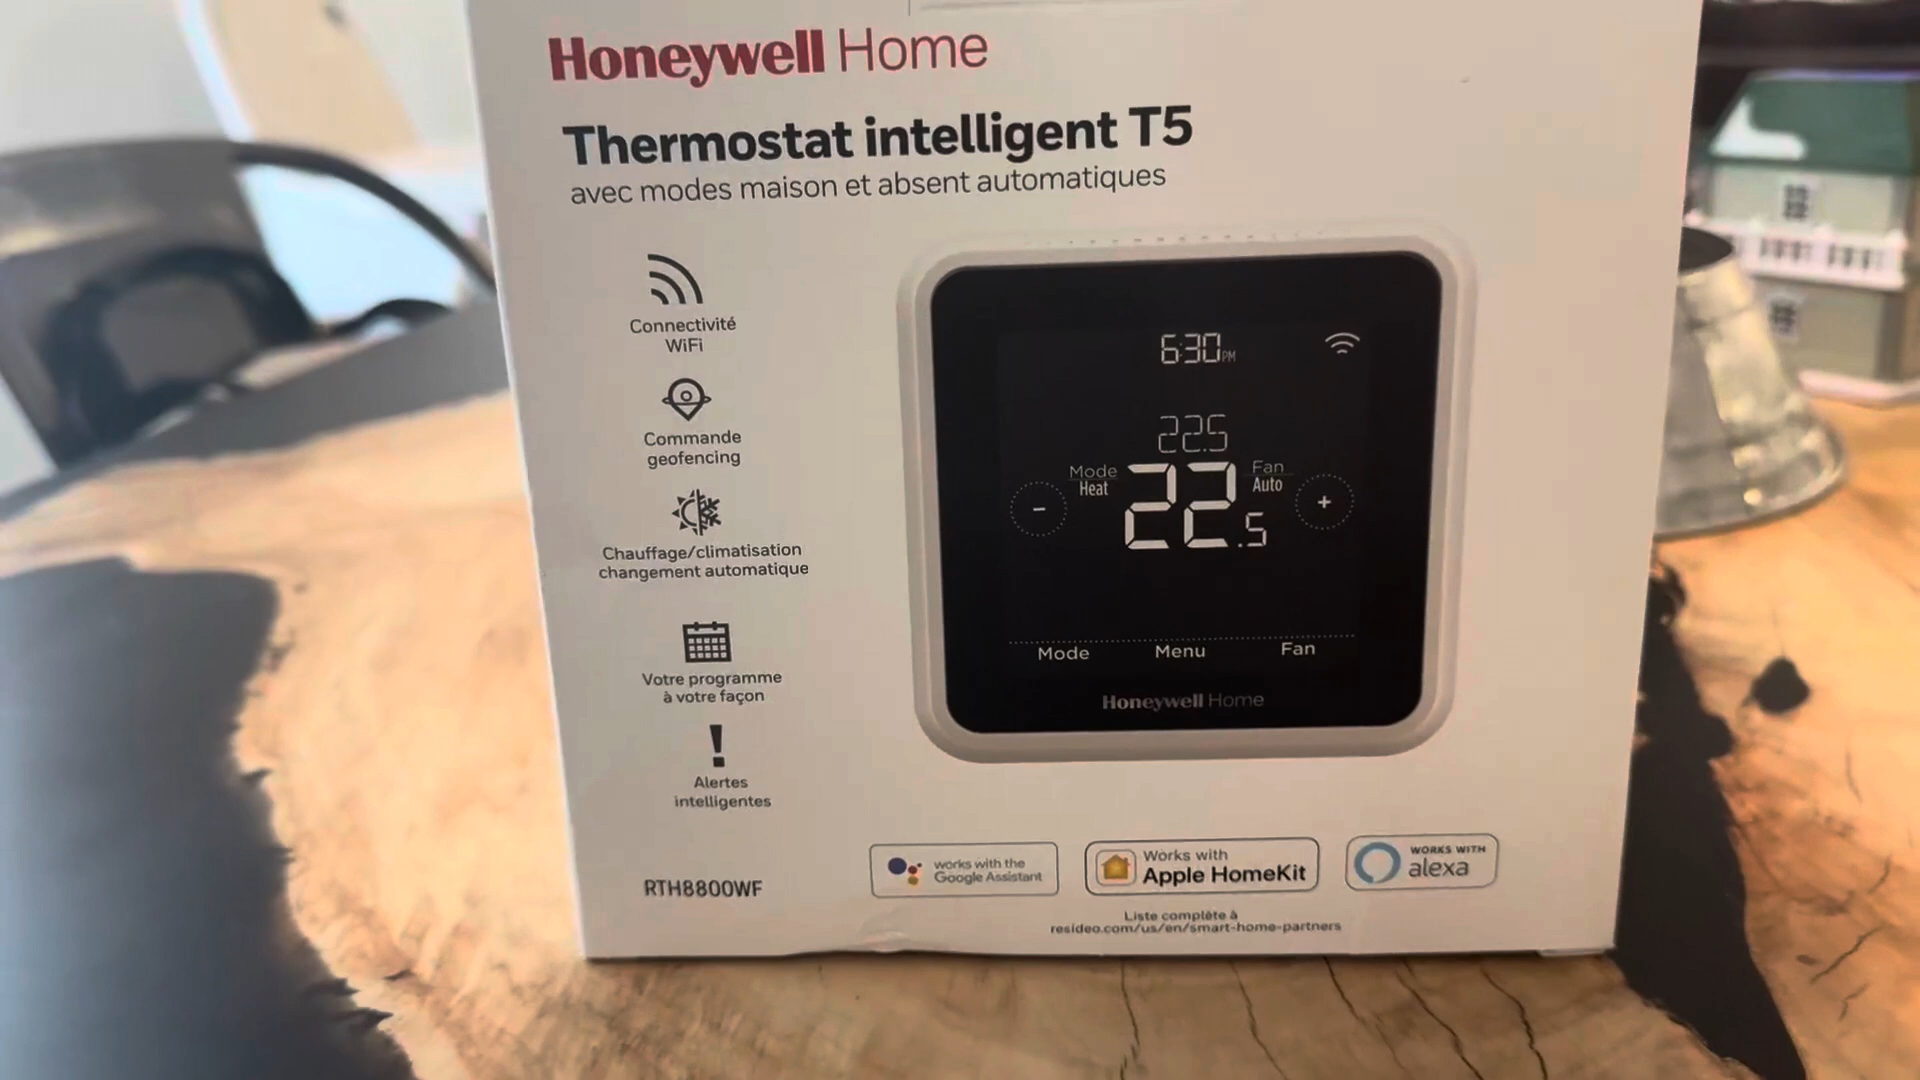 Honeywell Home
Thermostat intelligent T5
avec modes maison et absent automatiques
Connectivité
WiFi
Commande
geofencing
Chauffage/climatisation
changement automatique
Votre programme
à votre façon
!
Alertes
intelligentes
RTH8800WF
6:30PM
22.5
Mode
Heat
22.5
Fan
Auto
-
+
Mode Menu Fan
Honeywell Home
works with the
Google Assistant
Works with
Apple HomeKit
WORKS WITH
alexa
Liste complète à
resideo.com/us/en/smart-home-partners